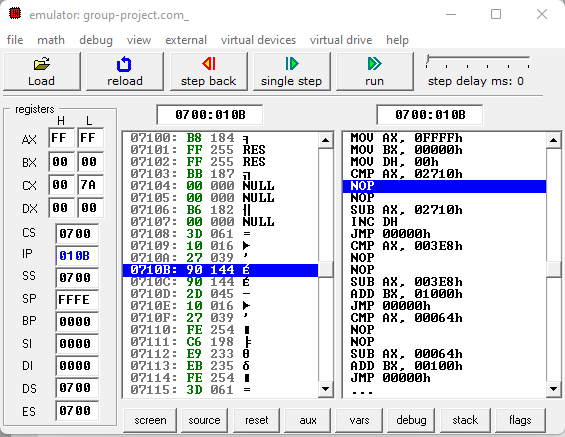 emulator: group-project.com_
file math debug view external virtual devices virtual drive help
Load reload step back single step run step delay ms: 0
registers 0700:010B 0700:010B
H L
AX FF FF
BX 00 00
CX 00 7A
DX 00 00
CS 0700
IP 010B
SS 0700
SP FFFE
BP 0000
SI 0000
DI 0000
DS 0700
ES 0700
07100: B8 184 ╕
07101: FF 255 RES
07102: FF 255 RES
07103: BB 187 ╗
07104: 00 000 NULL
07105: 00 000 NULL
07106: B6 182 ╢
07107: 00 000 NULL
07108: 3D 061 =
07109: 10 016 ►
0710A: 27 039 '
0710B: 90 144 É
0710C: 90 144 É
0710D: 2D 045 -
0710E: 10 016 ►
0710F: 27 039 '
07110: FE 254 ■
07111: C6 198 ╞
07112: E9 233 θ
07113: EB 235 δ
07114: FE 254 ■
07115: 3D 061 =
MOV AX, 0FFFFh
MOV BX, 00000h
MOV DH, 00h
CMP AX, 02710h
NOP
NOP
SUB AX, 02710h
INC DH
JMP 00000h
CMP AX, 003E8h
NOP
NOP
SUB AX, 003E8h
ADD BX, 01000h
JMP 00000h
CMP AX, 00064h
NOP
NOP
SUB AX, 00064h
ADD BX, 00100h
JMP 00000h
...
screen source reset aux vars debug stack flags